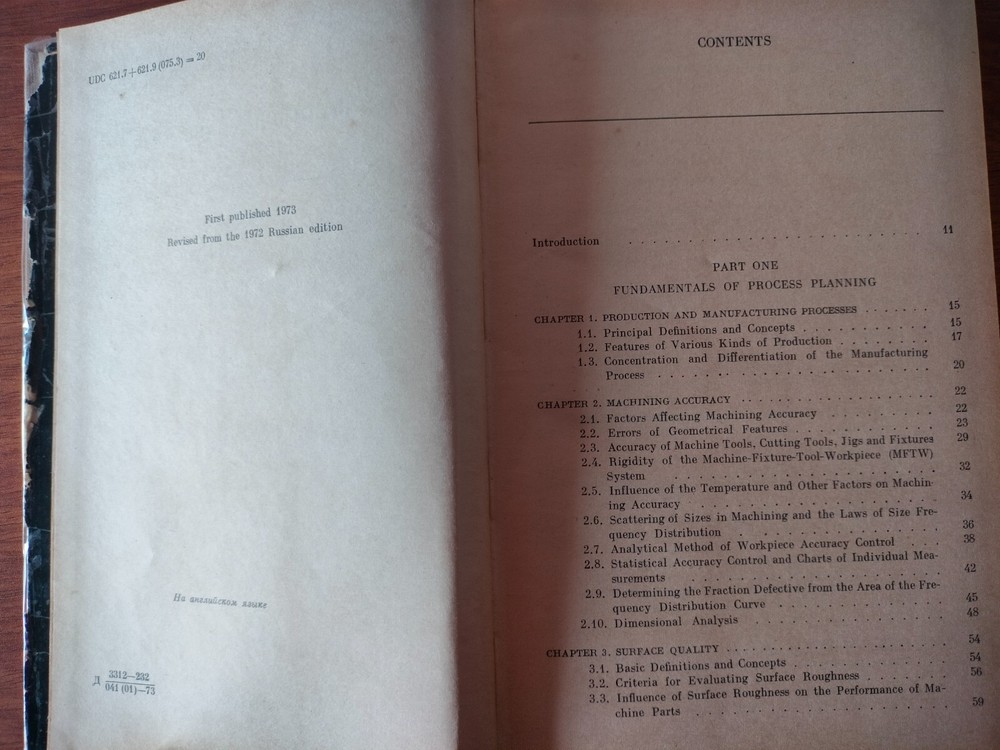 UDC 621.7+621.9 (075.3) = 20
First published 1973
Revised from the 1972 Russian edition
На английском языке
Д 3312—232
041 (01)—73
CONTENTS
Introduction . . . . . . . . . . . . . . . . . . . . 11
PART ONE
FUNDAMENTALS OF PROCESS PLANNING
CHAPTER 1. PRODUCTION AND MANUFACTURING PROCESSES . . . . . . . 15
1.1. Principal Definitions and Concepts . . . . . . . . . . 15
1.2. Features of Various Kinds of Production . . . . . . . . 17
1.3. Concentration and Differentiation of the Manufacturing
Process . . . . . . . . . . . . . . . . . . . . 20
CHAPTER 2. MACHINING ACCURACY . . . . . . . . . . . . . . . 22
2.1. Factors Affecting Machining Accuracy . . . . . . . . . 22
2.2. Errors of Geometrical Features . . . . . . . . . . . 23
2.3. Accuracy of Machine Tools, Cutting Tools, Jigs and Fixtures 29
2.4. Rigidity of the Machine-Fixture-Tool-Workpiece (MFTW)
System . . . . . . . . . . . . . . . . . . . . 32
2.5. Influence of the Temperature and Other Factors on Machin-
ing Accuracy . . . . . . . . . . . . . . . . . . 34
2.6. Scattering of Sizes in Machining and the Laws of Size Fre-
quency Distribution . . . . . . . . . . . . . . . 36
2.7. Analytical Method of Workpiece Accuracy Control . . . 38
2.8. Statistical Accuracy Control and Charts of Individual Mea-
surements . . . . . . . . . . . . . . . . . . 42
2.9. Determining the Fraction Defective from the Area of the Fre-
quency Distribution Curve . . . . . . . . . . . . 45
2.10. Dimensional Analysis . . . . . . . . . . . . . . 48
CHAPTER 3. SURFACE QUALITY . . . . . . . . . . . . . . . . 54
3.1. Basic Definitions and Concepts . . . . . . . . . . . 54
3.2. Criteria for Evaluating Surface Roughness . . . . . . . 56
3.3. Influence of Surface Roughness on the Performance of Ma-
chine Parts . . . . . . . . . . . . . . . . . . 59